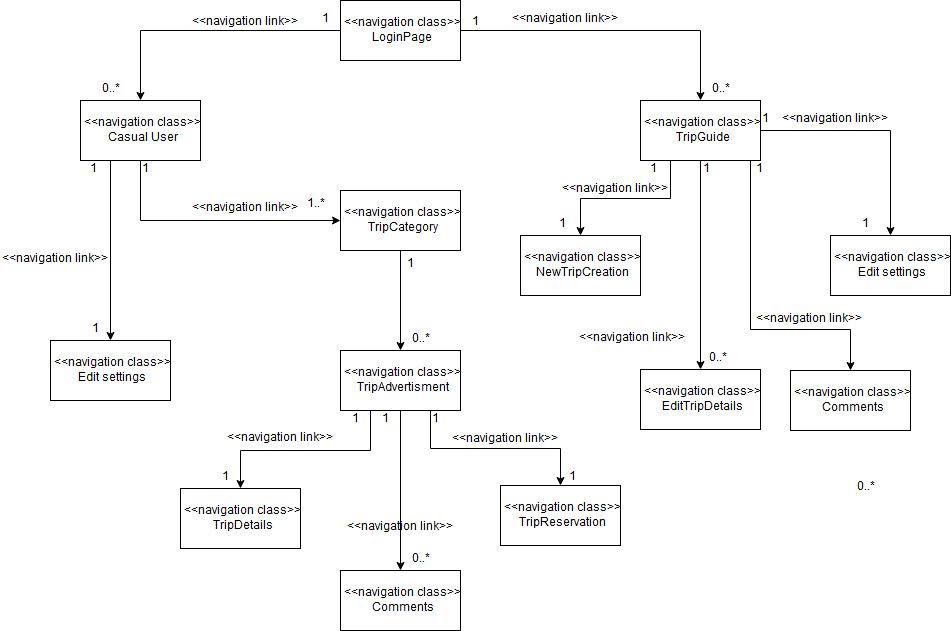 <<navigation link>>
1
<<navigation class>>
LoginPage
1
<<navigation link>>
0..*
0..*
<<navigation class>>
Casual User
<<navigation class>>
TripGuide
1
<<navigation link>>
1
1
1
1
1
<<navigation link>>
<<navigation link>>
1..*
<<navigation class>>
TripCategory
1
1
<<navigation link>>
1
<<navigation class>>
NewTripCreation
<<navigation class>>
Edit settings
<<navigation link>>
1
0..*
<<navigation link>>
0..*
<<navigation link>>
<<navigation class>>
Edit settings
<<navigation class>>
TripAdvertisment
<<navigation class>>
EditTripDetails
<<navigation class>>
Comments
1
1
1
<<navigation link>>
<<navigation link>>
1
1
0..*
<<navigation class>>
TripDetails
<<navigation class>>
TripReservation
<<navigation link>>
0..*
<<navigation class>>
Comments